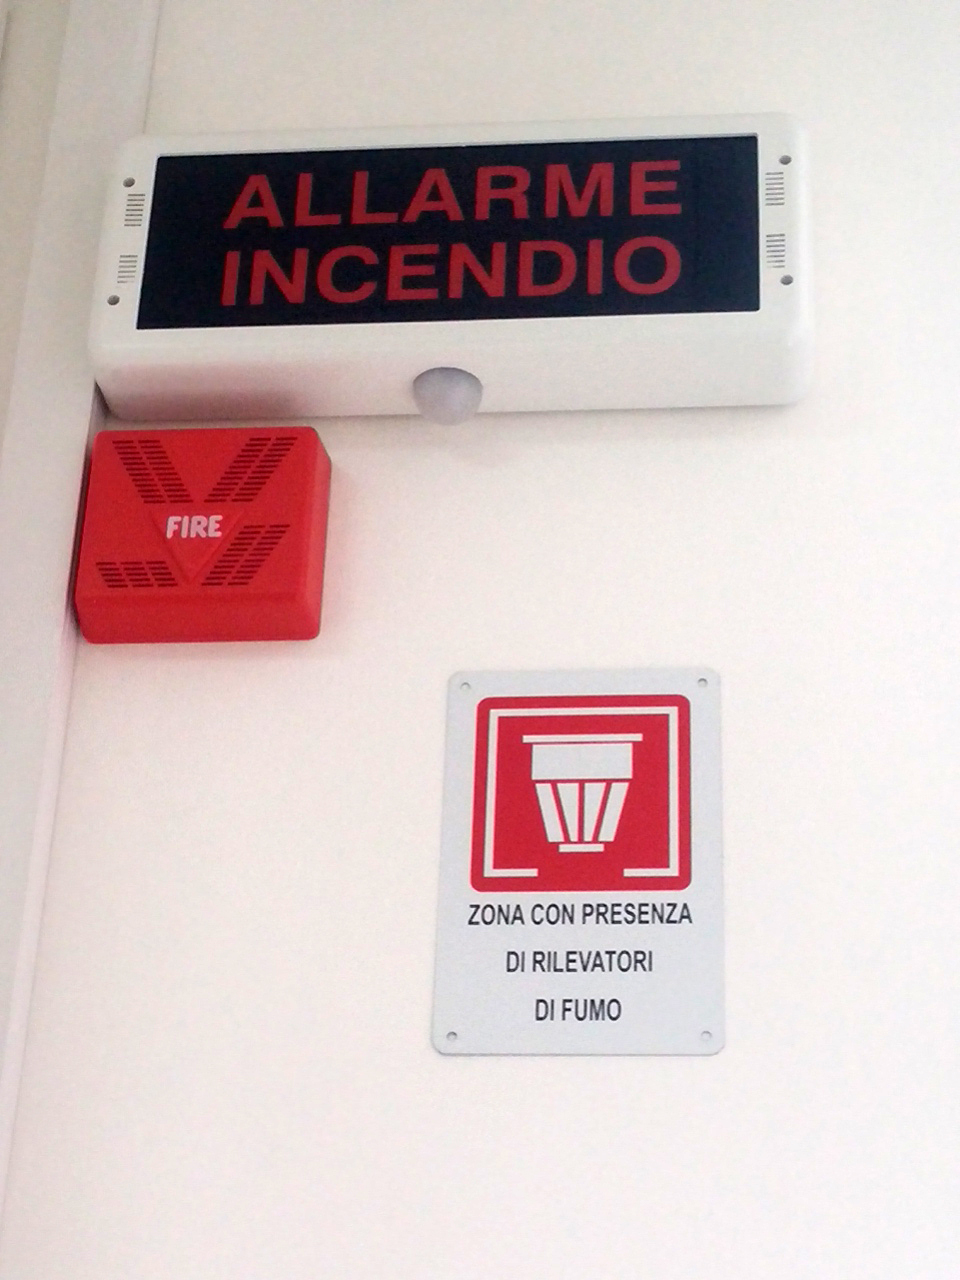 ALLARME
INCENDIO
FIRE
ZONA CON PRESENZA
DI RILEVATORI
DI FUMO